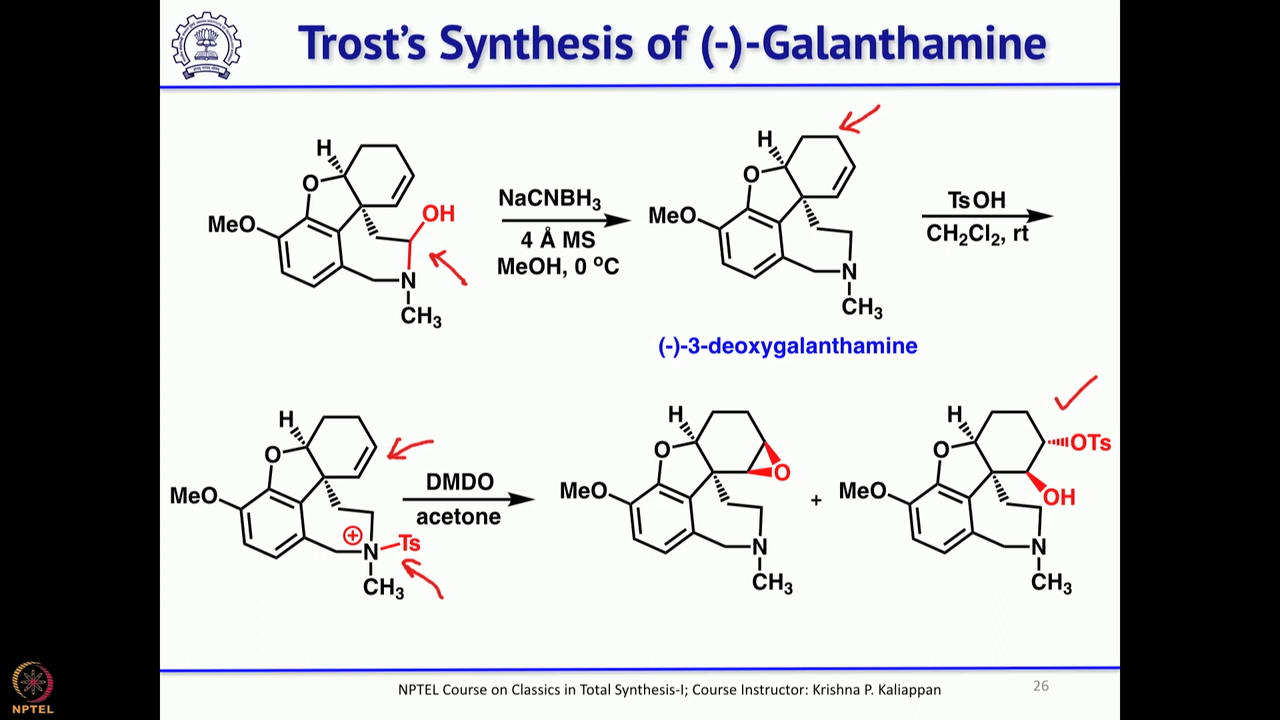 Trost's Synthesis of (-)-Galanthamine
H
O
MeO
OH
N
CH3
NaCNBH3
4 Å MS
MeOH, 0 ºC
H
O
MeO
N
CH3
(-)-3-deoxygalanthamine
TsOH
CH2Cl2, rt
H
O
MeO
⊕
N
Ts
CH3
DMDO
acetone
H
O
MeO
O
N
CH3
+
H
O
MeO
OTs
OH
N
CH3
NPTEL
NPTEL Course on Classics in Total Synthesis-I; Course Instructor: Krishna P. Kaliappan
26